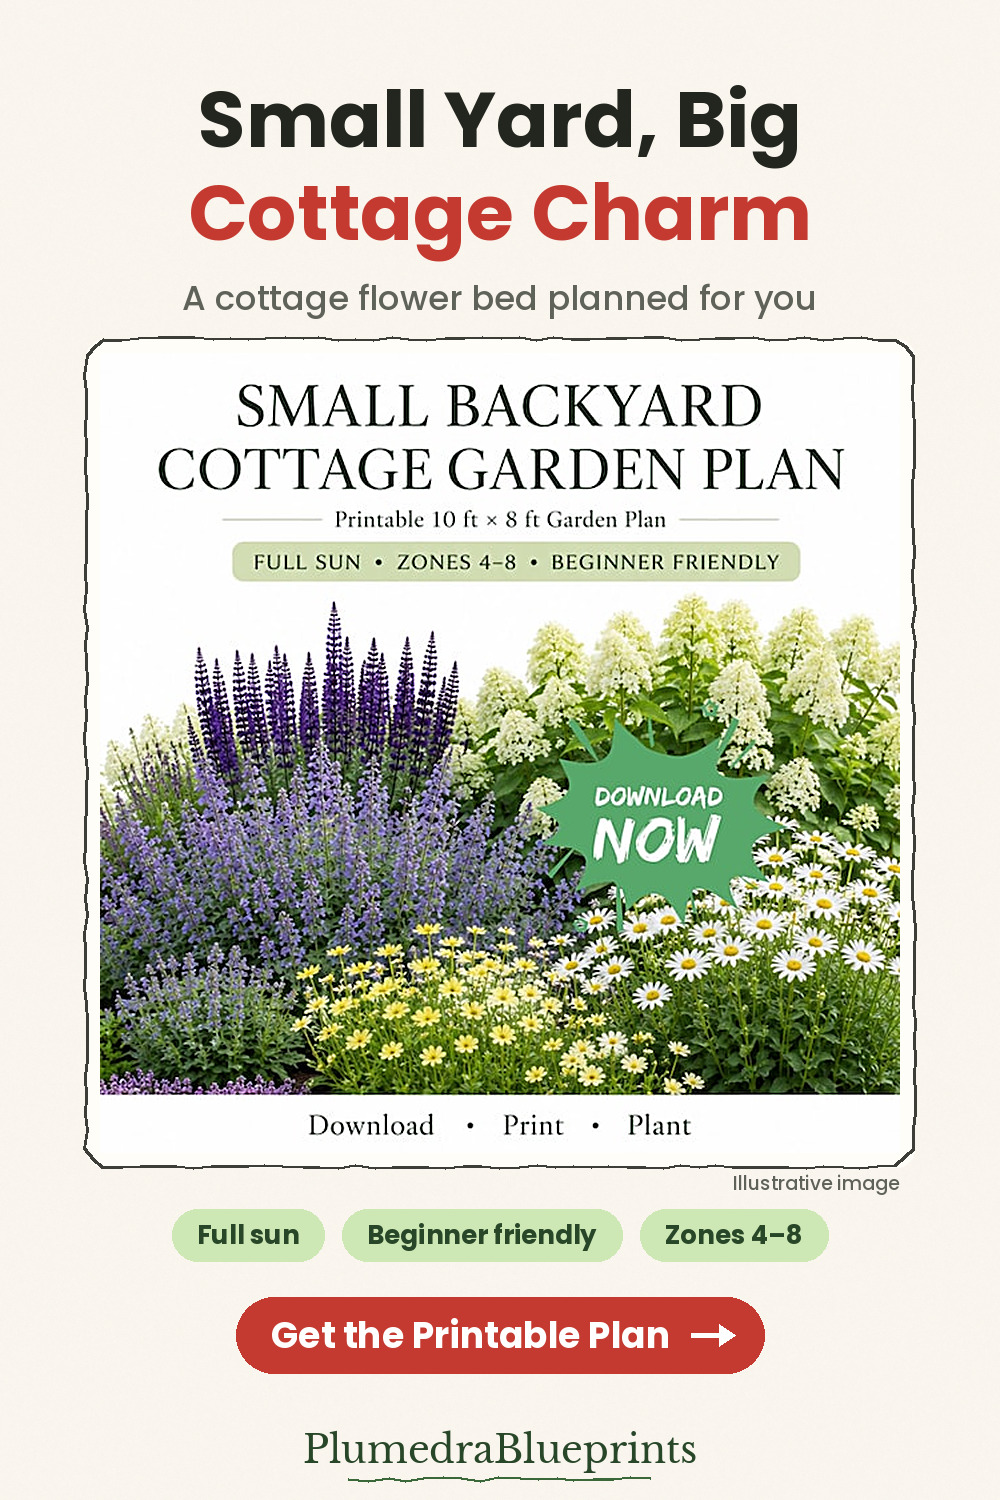 Small Yard, Big
Cottage Charm
A cottage flower bed planned for you
SMALL BACKYARD
COTTAGE GARDEN PLAN
Printable 10 ft × 8 ft Garden Plan
FULL SUN • ZONES 4–8 • BEGINNER FRIENDLY
DOWNLOAD
NOW
Download • Print • Plant
Illustrative image
Full sun
Beginner friendly
Zones 4–8
Get the Printable Plan →
PlumedraBlueprints